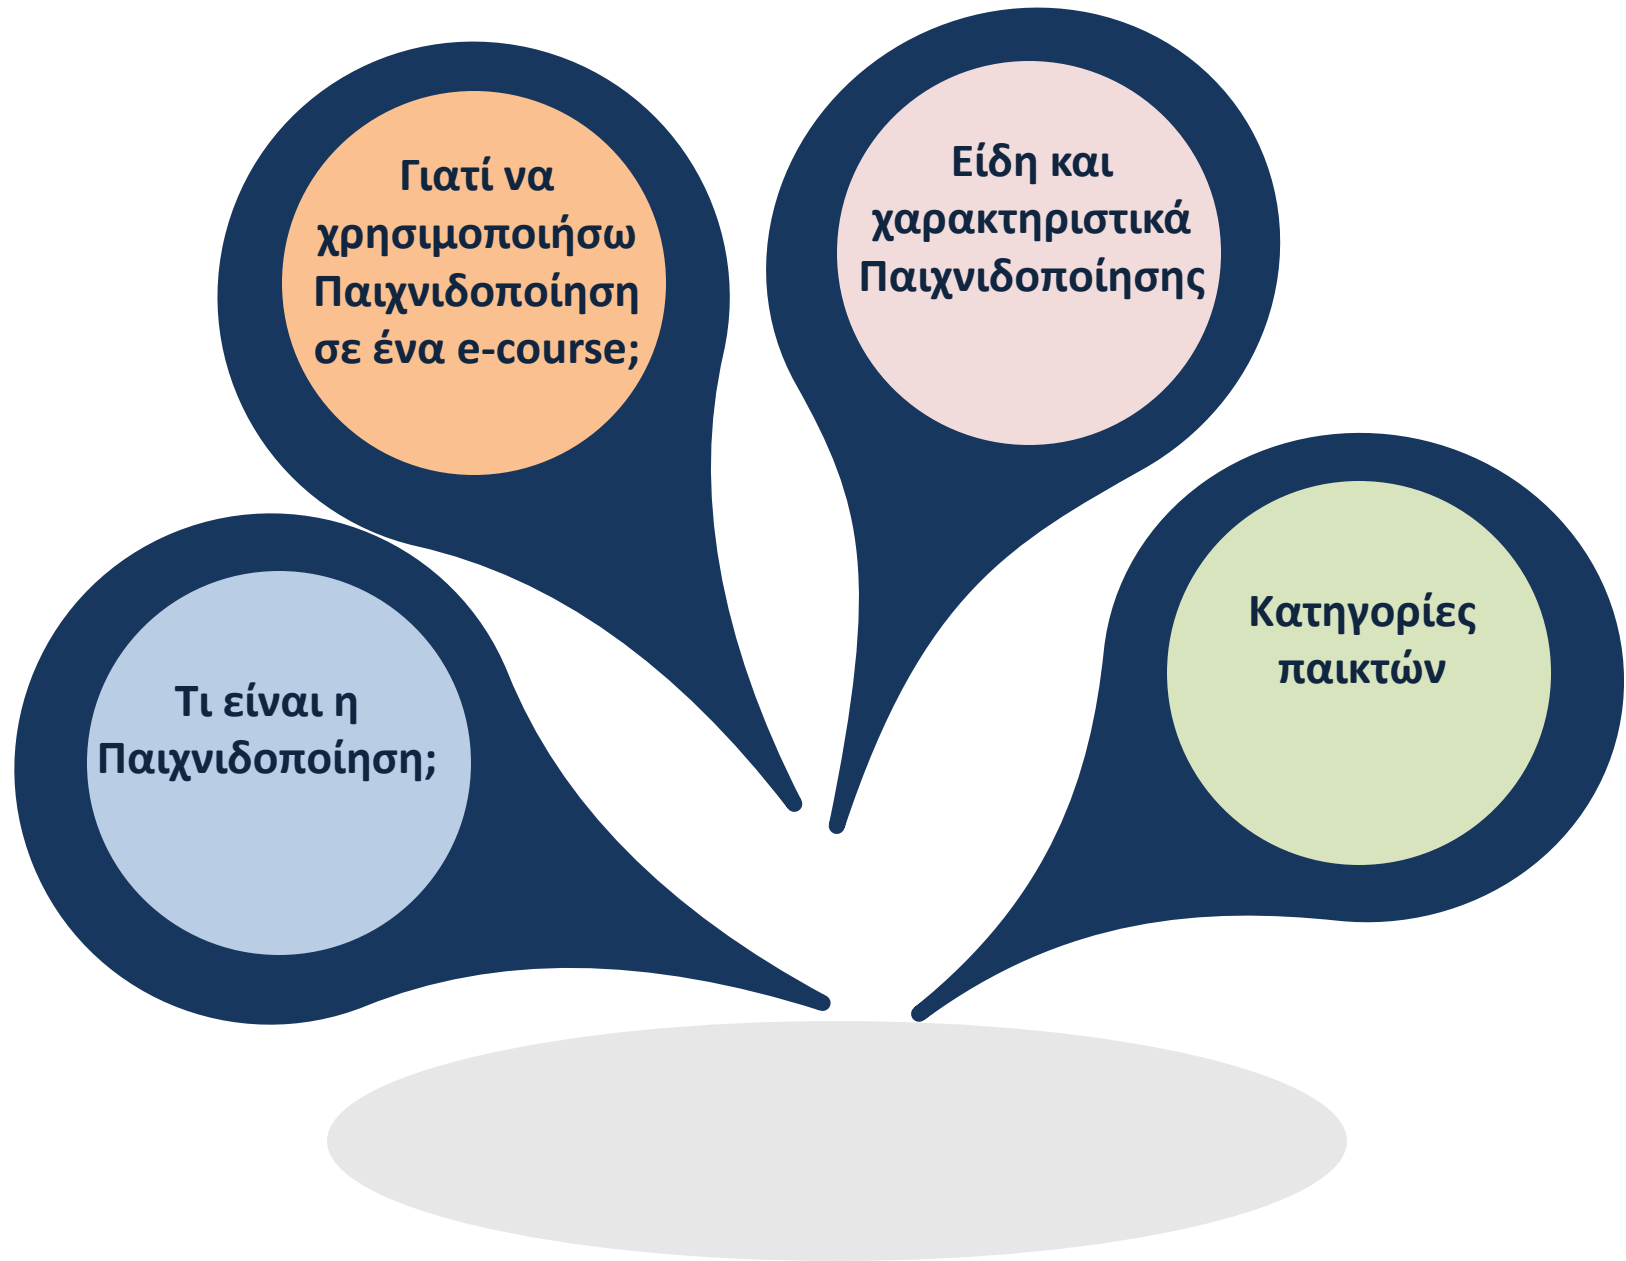 Τι είναι η
Παιχνιδοποίηση;
Γιατί να
χρησιμοποιήσω
Παιχνιδοποίηση
σε ένα e-course;
Είδη και
χαρακτηριστικά
Παιχνιδοποίησης
Κατηγορίες
παικτών